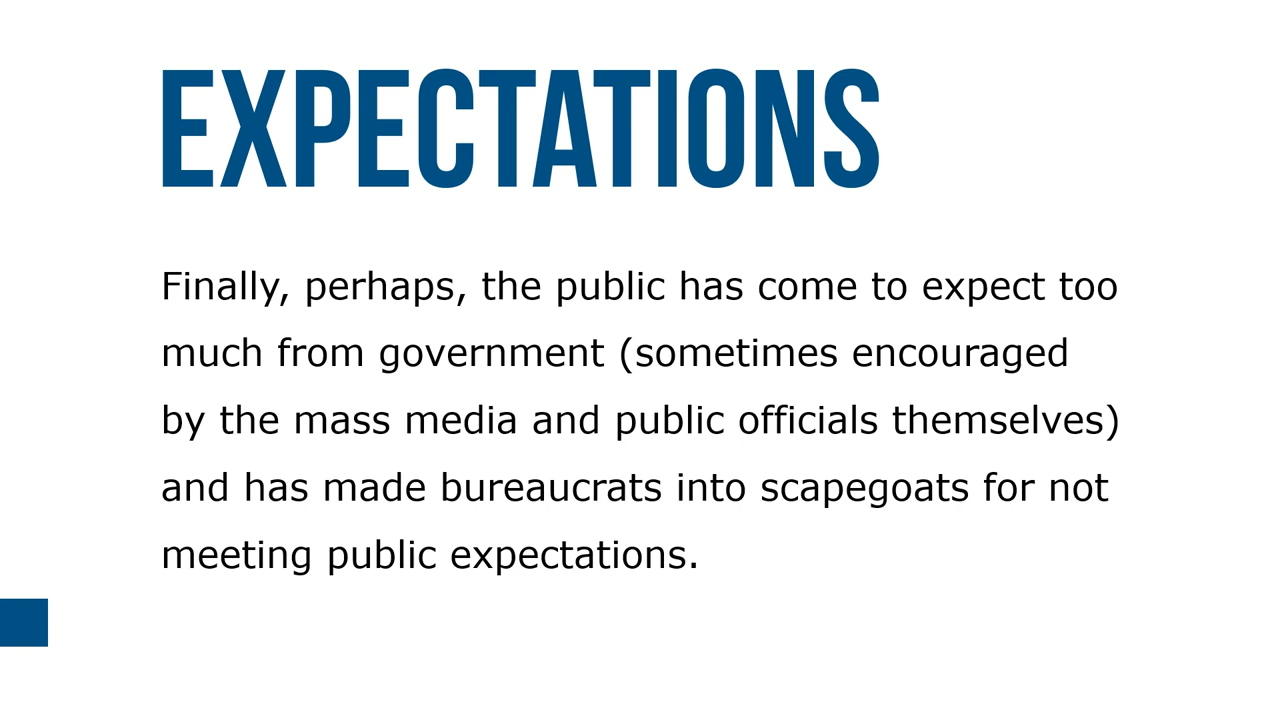 EXPECTATIONS
Finally, perhaps, the public has come to expect too
much from government (sometimes encouraged
by the mass media and public officials themselves)
and has made bureaucrats into scapegoats for not
meeting public expectations.